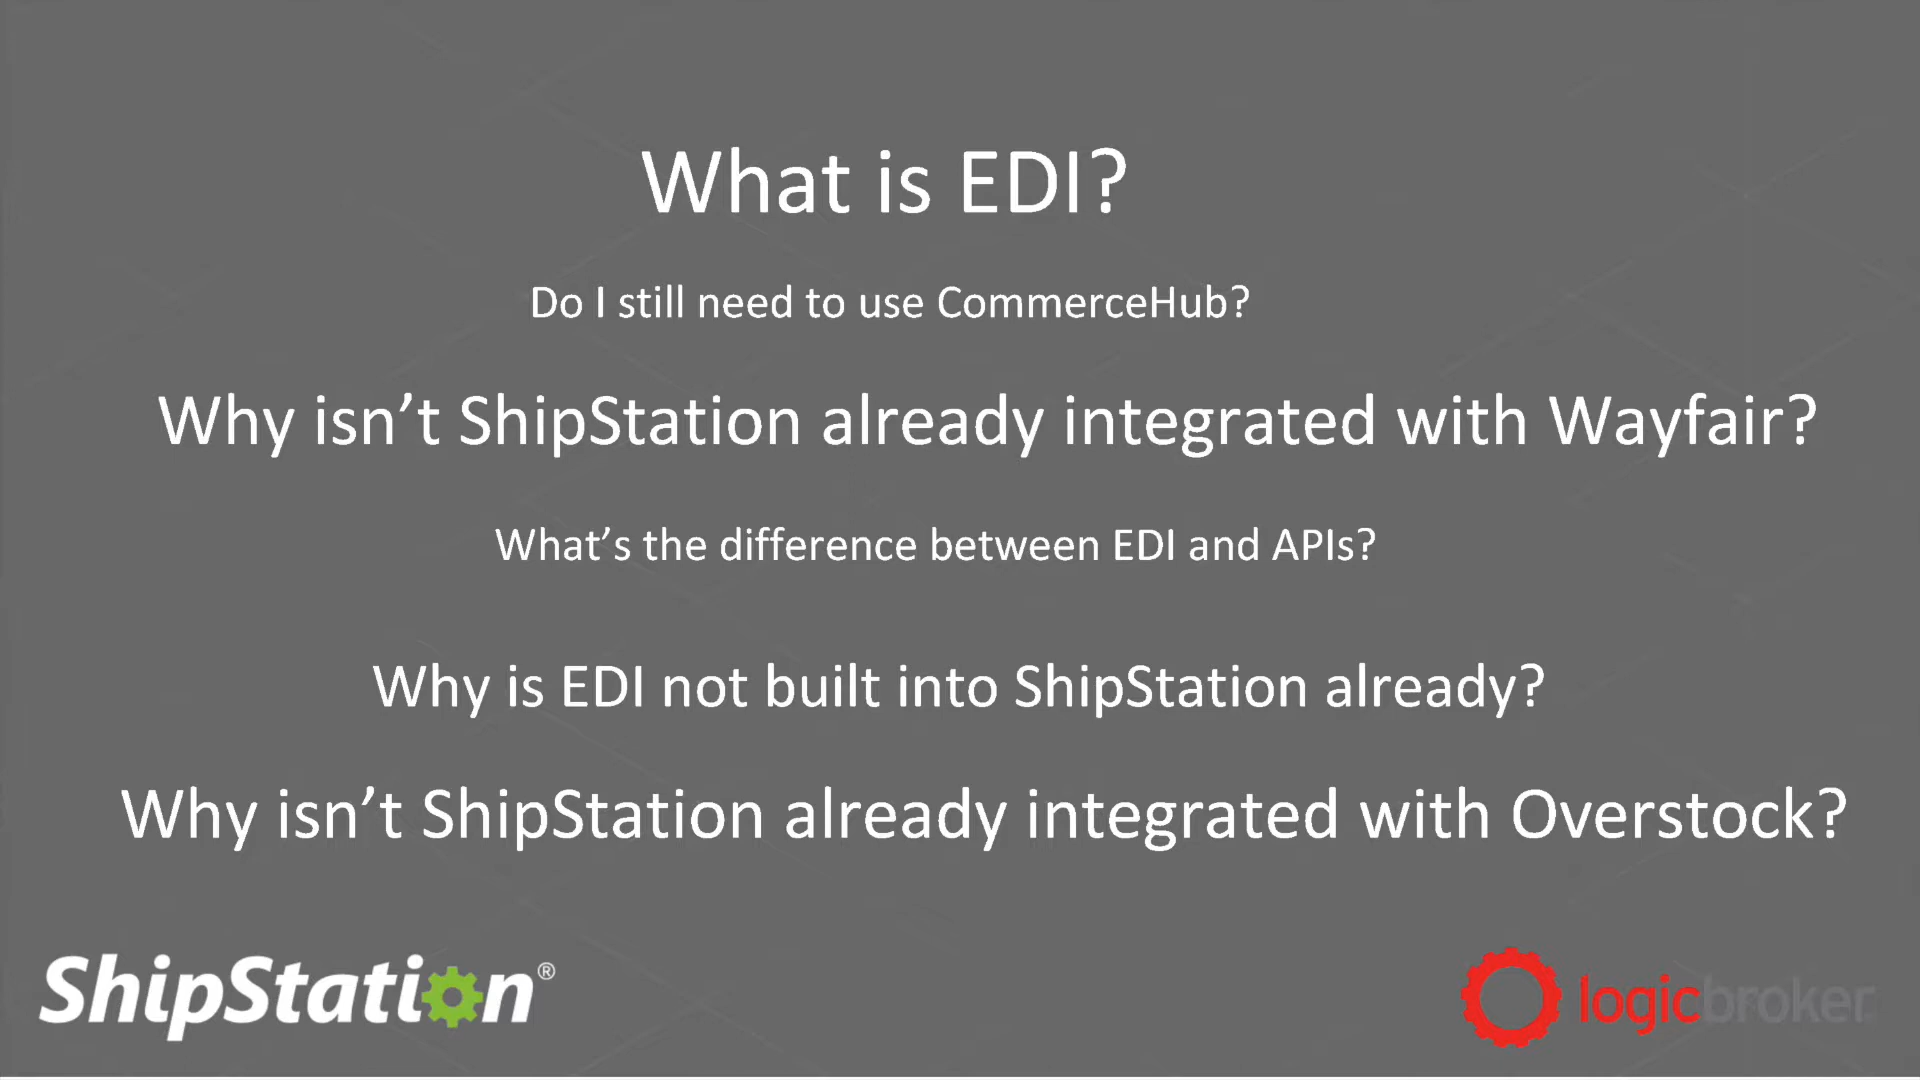 What is EDI?
Do I still need to use CommerceHub?
Why isn’t ShipStation already integrated with Wayfair?
What’s the difference between EDI and APIs?
Why is EDI not built into ShipStation already?
Why isn’t ShipStation already integrated with Overstock?
ShipStation®
logicbroker